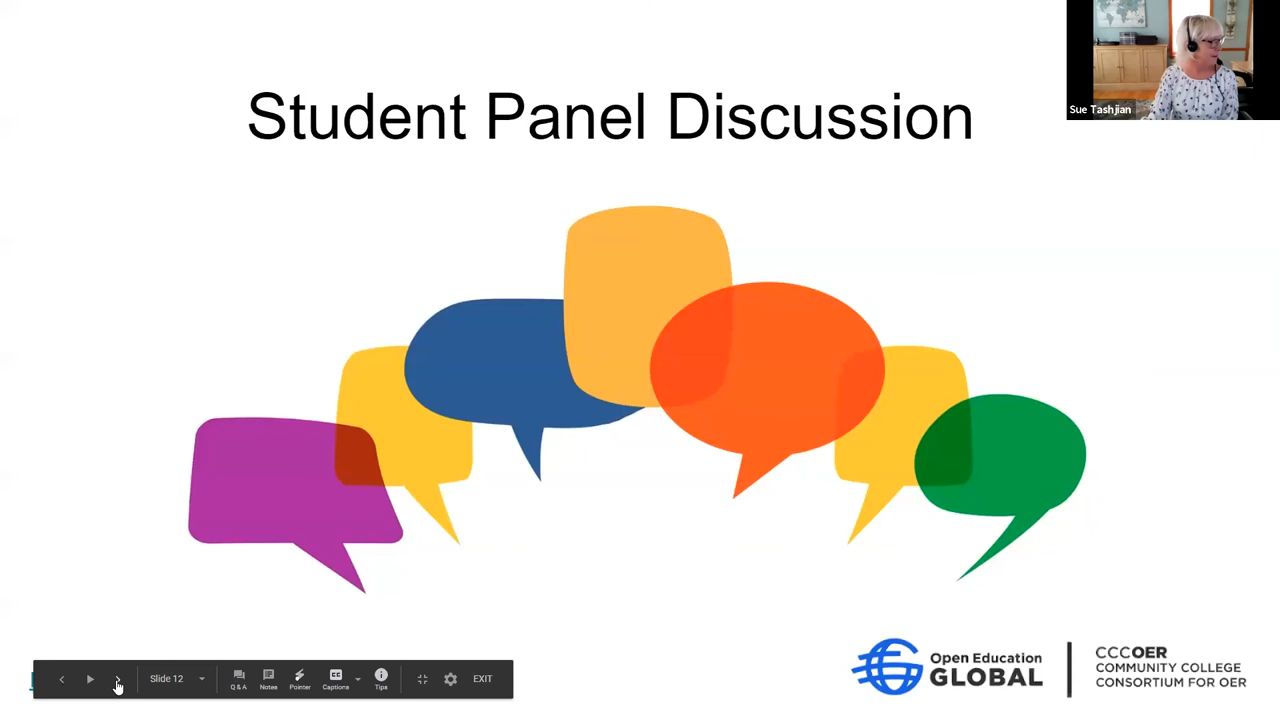 Student Panel Discussion
Sue Tashjian
Slide 12
Q & A
Notes
Pointer
Captions
Tips
EXIT
Open Education
GLOBAL
CCCOER
COMMUNITY COLLEGE
CONSORTIUM FOR OER